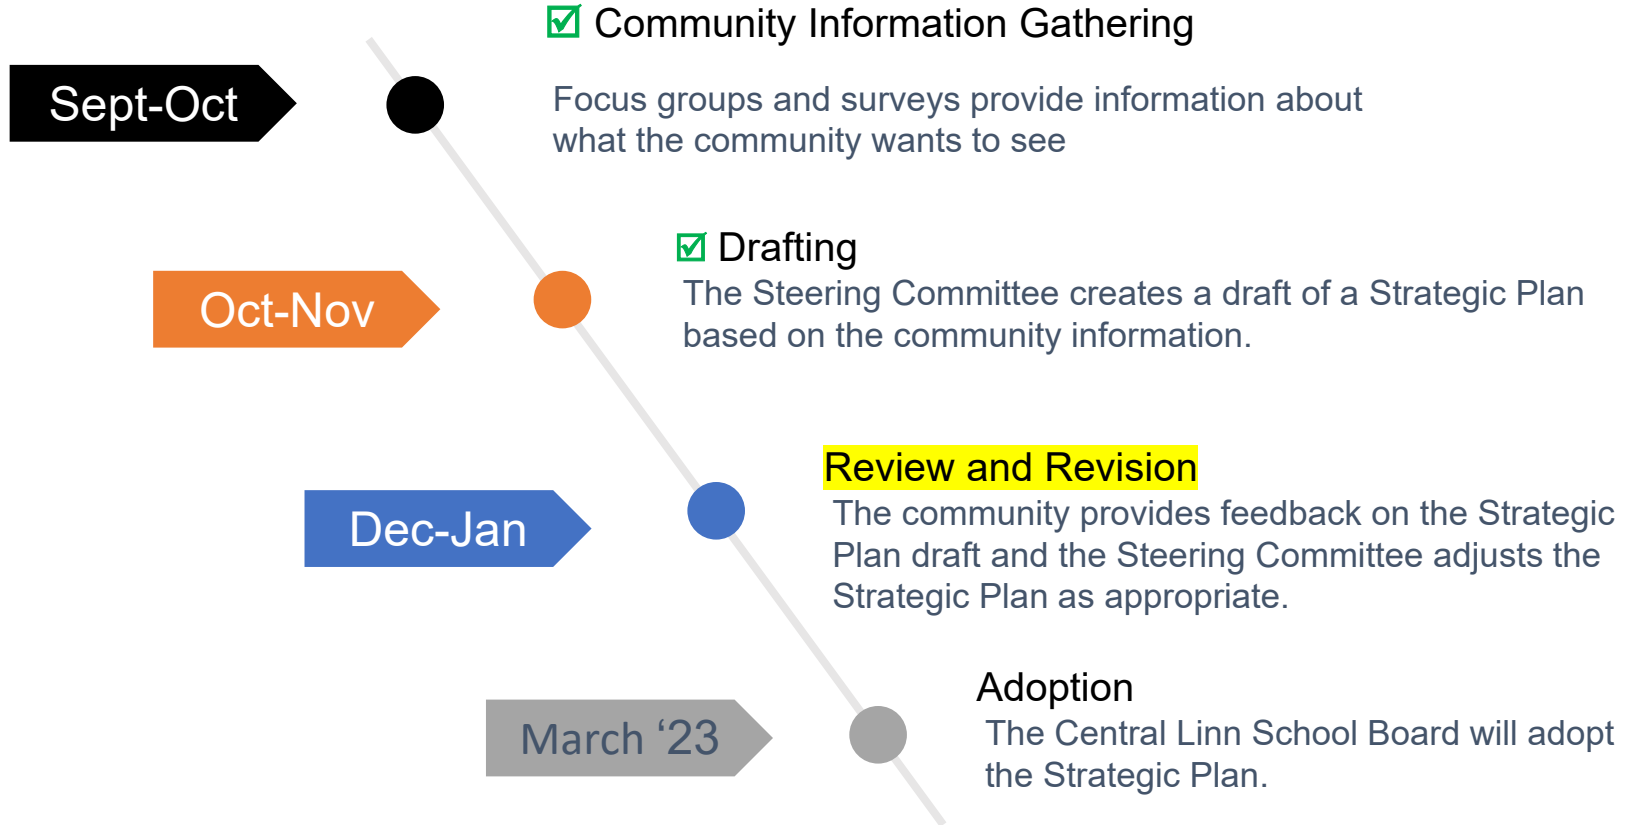 ☑ Community Information Gathering
Sept-Oct
Focus groups and surveys provide information about
what the community wants to see
☑ Drafting
Oct-Nov
The Steering Committee creates a draft of a Strategic Plan
based on the community information.
Review and Revision
Dec-Jan
The community provides feedback on the Strategic
Plan draft and the Steering Committee adjusts the
Strategic Plan as appropriate.
Adoption
March ‘23
The Central Linn School Board will adopt
the Strategic Plan.